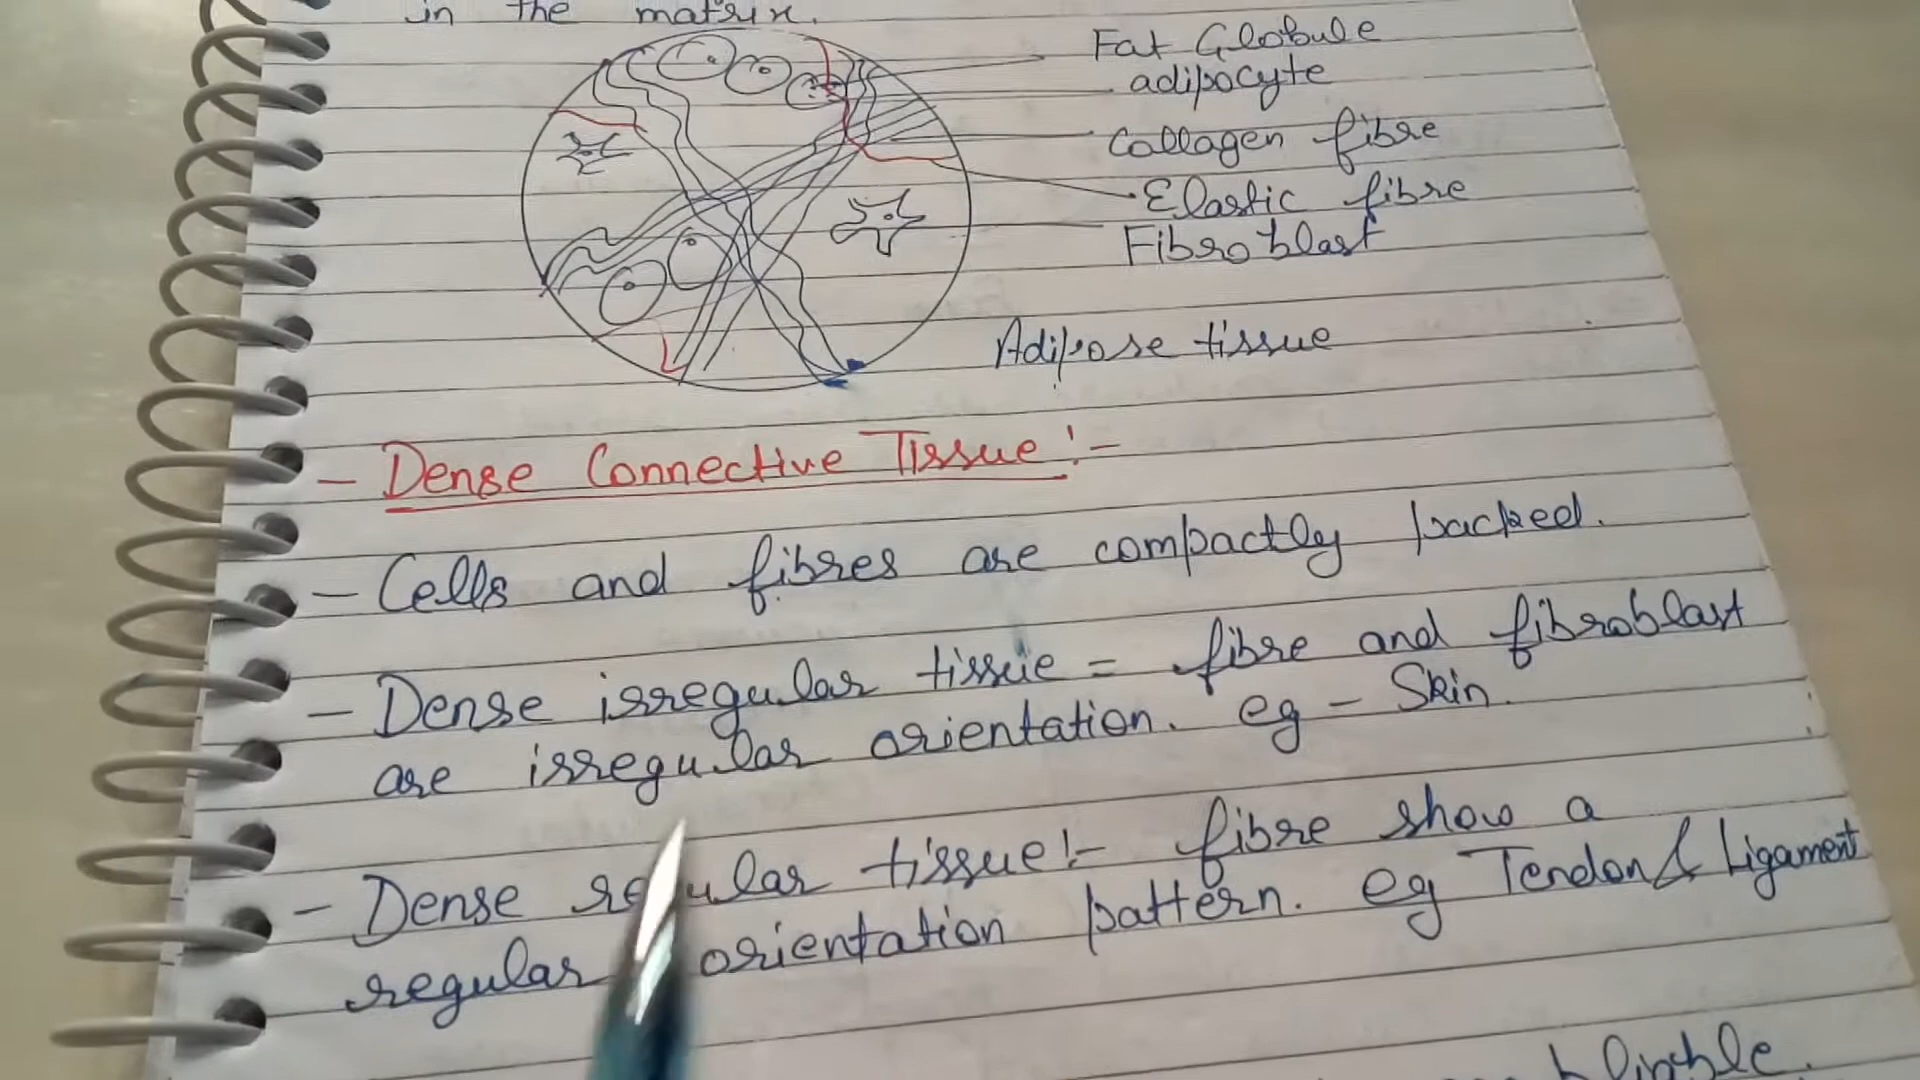 in the matrix.
Fat Globule
adipocyte
Collagen fibre
Elastic fibre
Fibroblast
Adipose tissue
- Dense Connective Tissue :-
- Cells and fibres are compactly packed.
- Dense irregular tissue = fibre and fibroblast
are irregular orientation. eg - Skin.
- Dense regular tissue :- fibre show a
regular orientation pattern. eg Tendon & Ligament